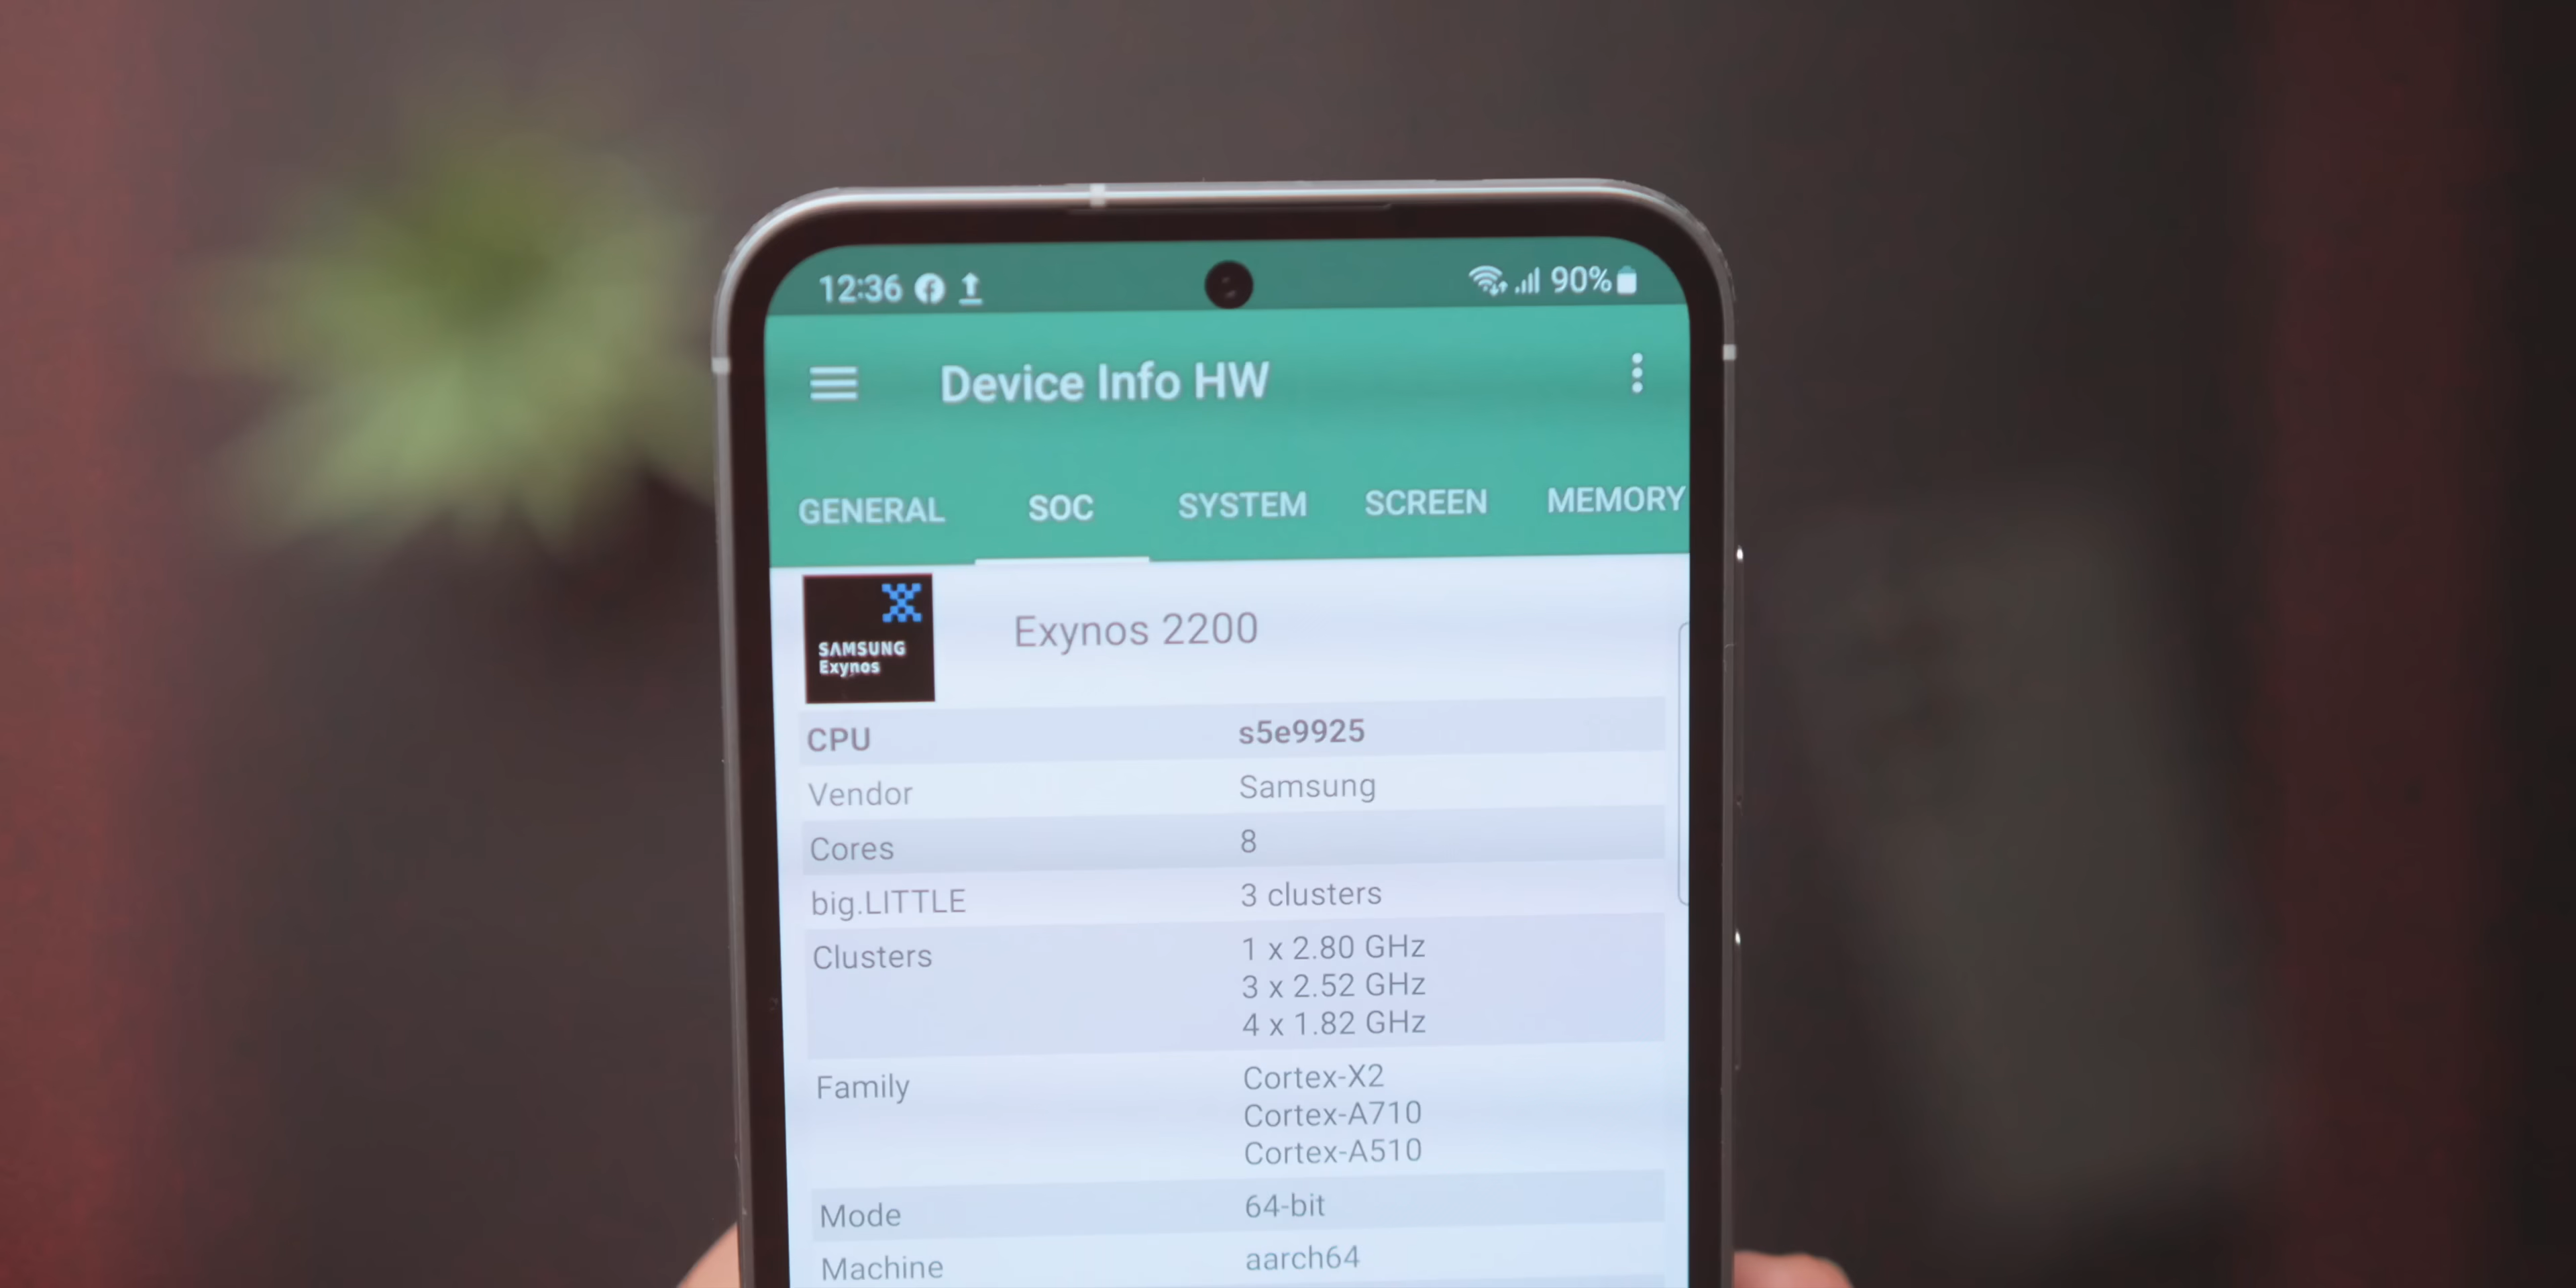 12:36 90%
Device Info HW
GENERAL SOC SYSTEM SCREEN MEMORY
SAMSUNG
Exynos
Exynos 2200
CPU s5e9925
Vendor Samsung
Cores 8
big.LITTLE 3 clusters
Clusters 1 x 2.80 GHz
3 x 2.52 GHz
4 x 1.82 GHz
Family Cortex-X2
Cortex-A710
Cortex-A510
Mode 64-bit
Machine aarch64